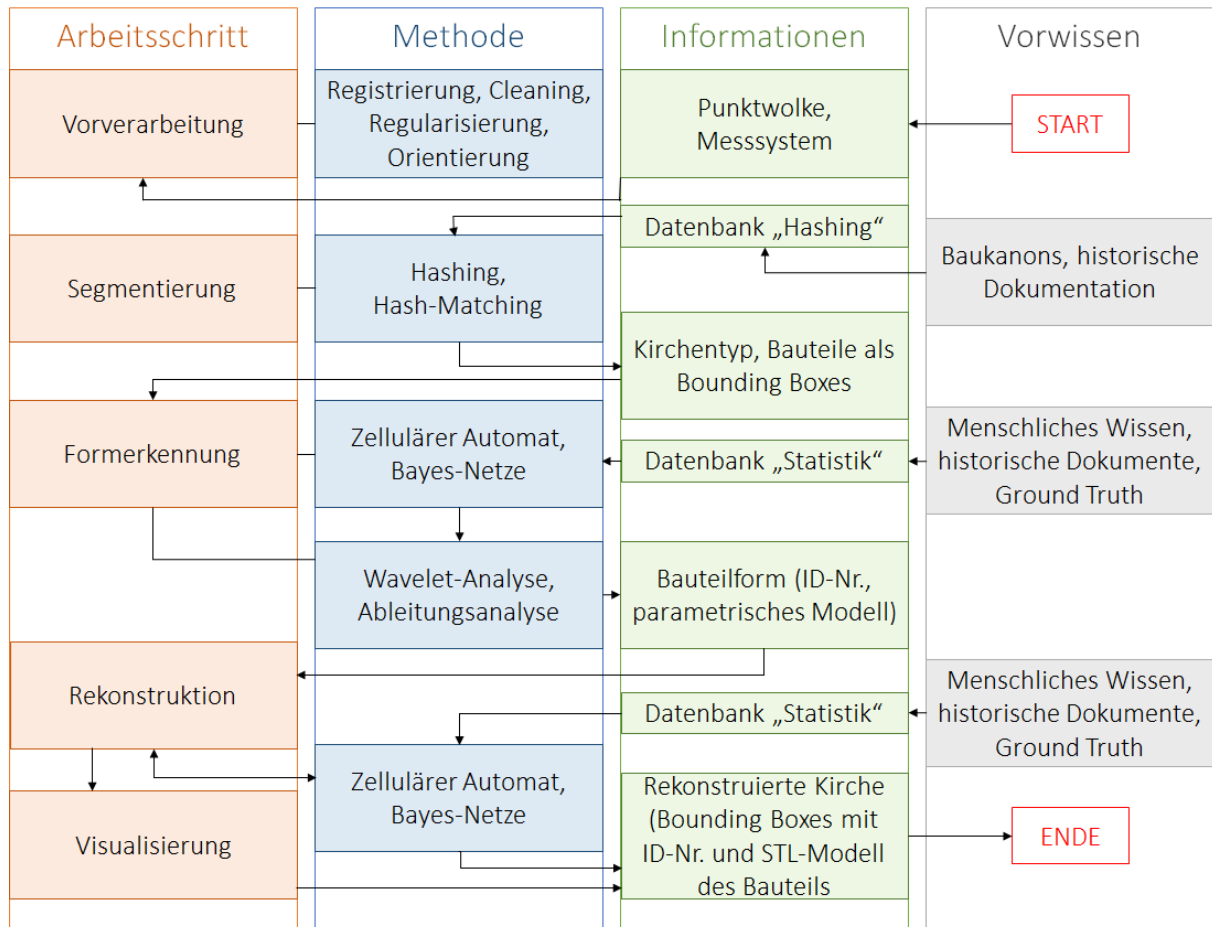 Arbeitsschritt
Methode
Informationen
Vorwissen
Vorverarbeitung
Registrierung, Cleaning,
Regularisierung,
Orientierung
Punktwolke,
Messsystem
START
Datenbank „Hashing“
Segmentierung
Hashing,
Hash-Matching
Baukanons, historische
Dokumentation
Kirchentyp, Bauteile als
Bounding Boxes
Formerkennung
Zellulärer Automat,
Bayes-Netze
Datenbank „Statistik“
Menschliches Wissen,
historische Dokumente,
Ground Truth
Wavelet-Analyse,
Ableitungsanalyse
Bauteilform (ID-Nr.,
parametrisches Modell)
Rekonstruktion
Datenbank „Statistik“
Menschliches Wissen,
historische Dokumente,
Ground Truth
Zellulärer Automat,
Bayes-Netze
Visualisierung
Rekonstruierte Kirche
(Bounding Boxes mit
ID-Nr. und STL-Modell
des Bauteils
ENDE